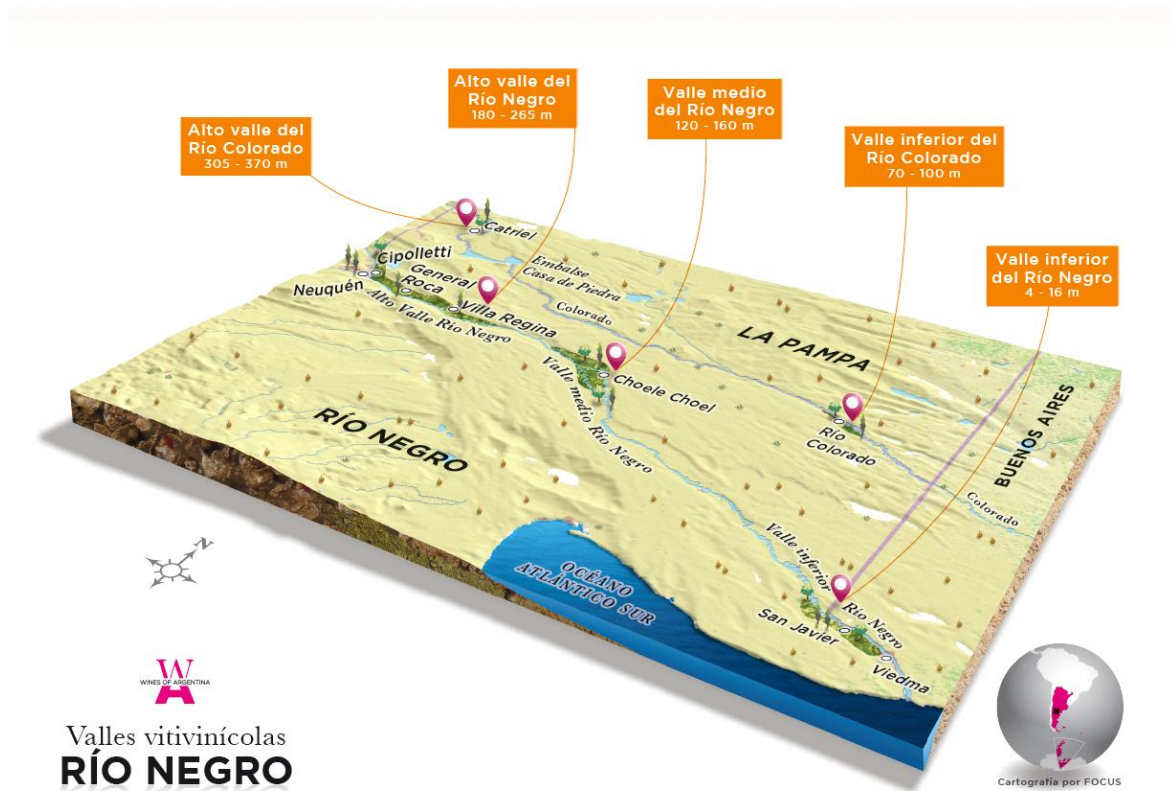 Alto valle del
Río Negro
180 - 265 m
Valle medio
del Río Negro
120 - 160 m
Alto valle del
Río Colorado
305 - 370 m
Valle inferior del
Río Colorado
70 - 100 m
Valle inferior
del Río Negro
4 - 16 m
Catriel
Cipolletti
Neuquén
General
Roca
Villa Regina
Alto Valle Rio Negro
Embalse
Casa de Piedra
Colorado
LA PAMPA
Choele Choel
Valle medio Rio Negro
RÍO NEGRO
Río
Colorado
BUENOS AIRES
Colorado
Valle inferior
Rio Negro
OCÉANO
ATLÁNTICO SUR
San Javier
Viedma
N
WA
WINES OF ARGENTINA
Valles vitivinícolas
RÍO NEGRO
Cartografía por FOCUS